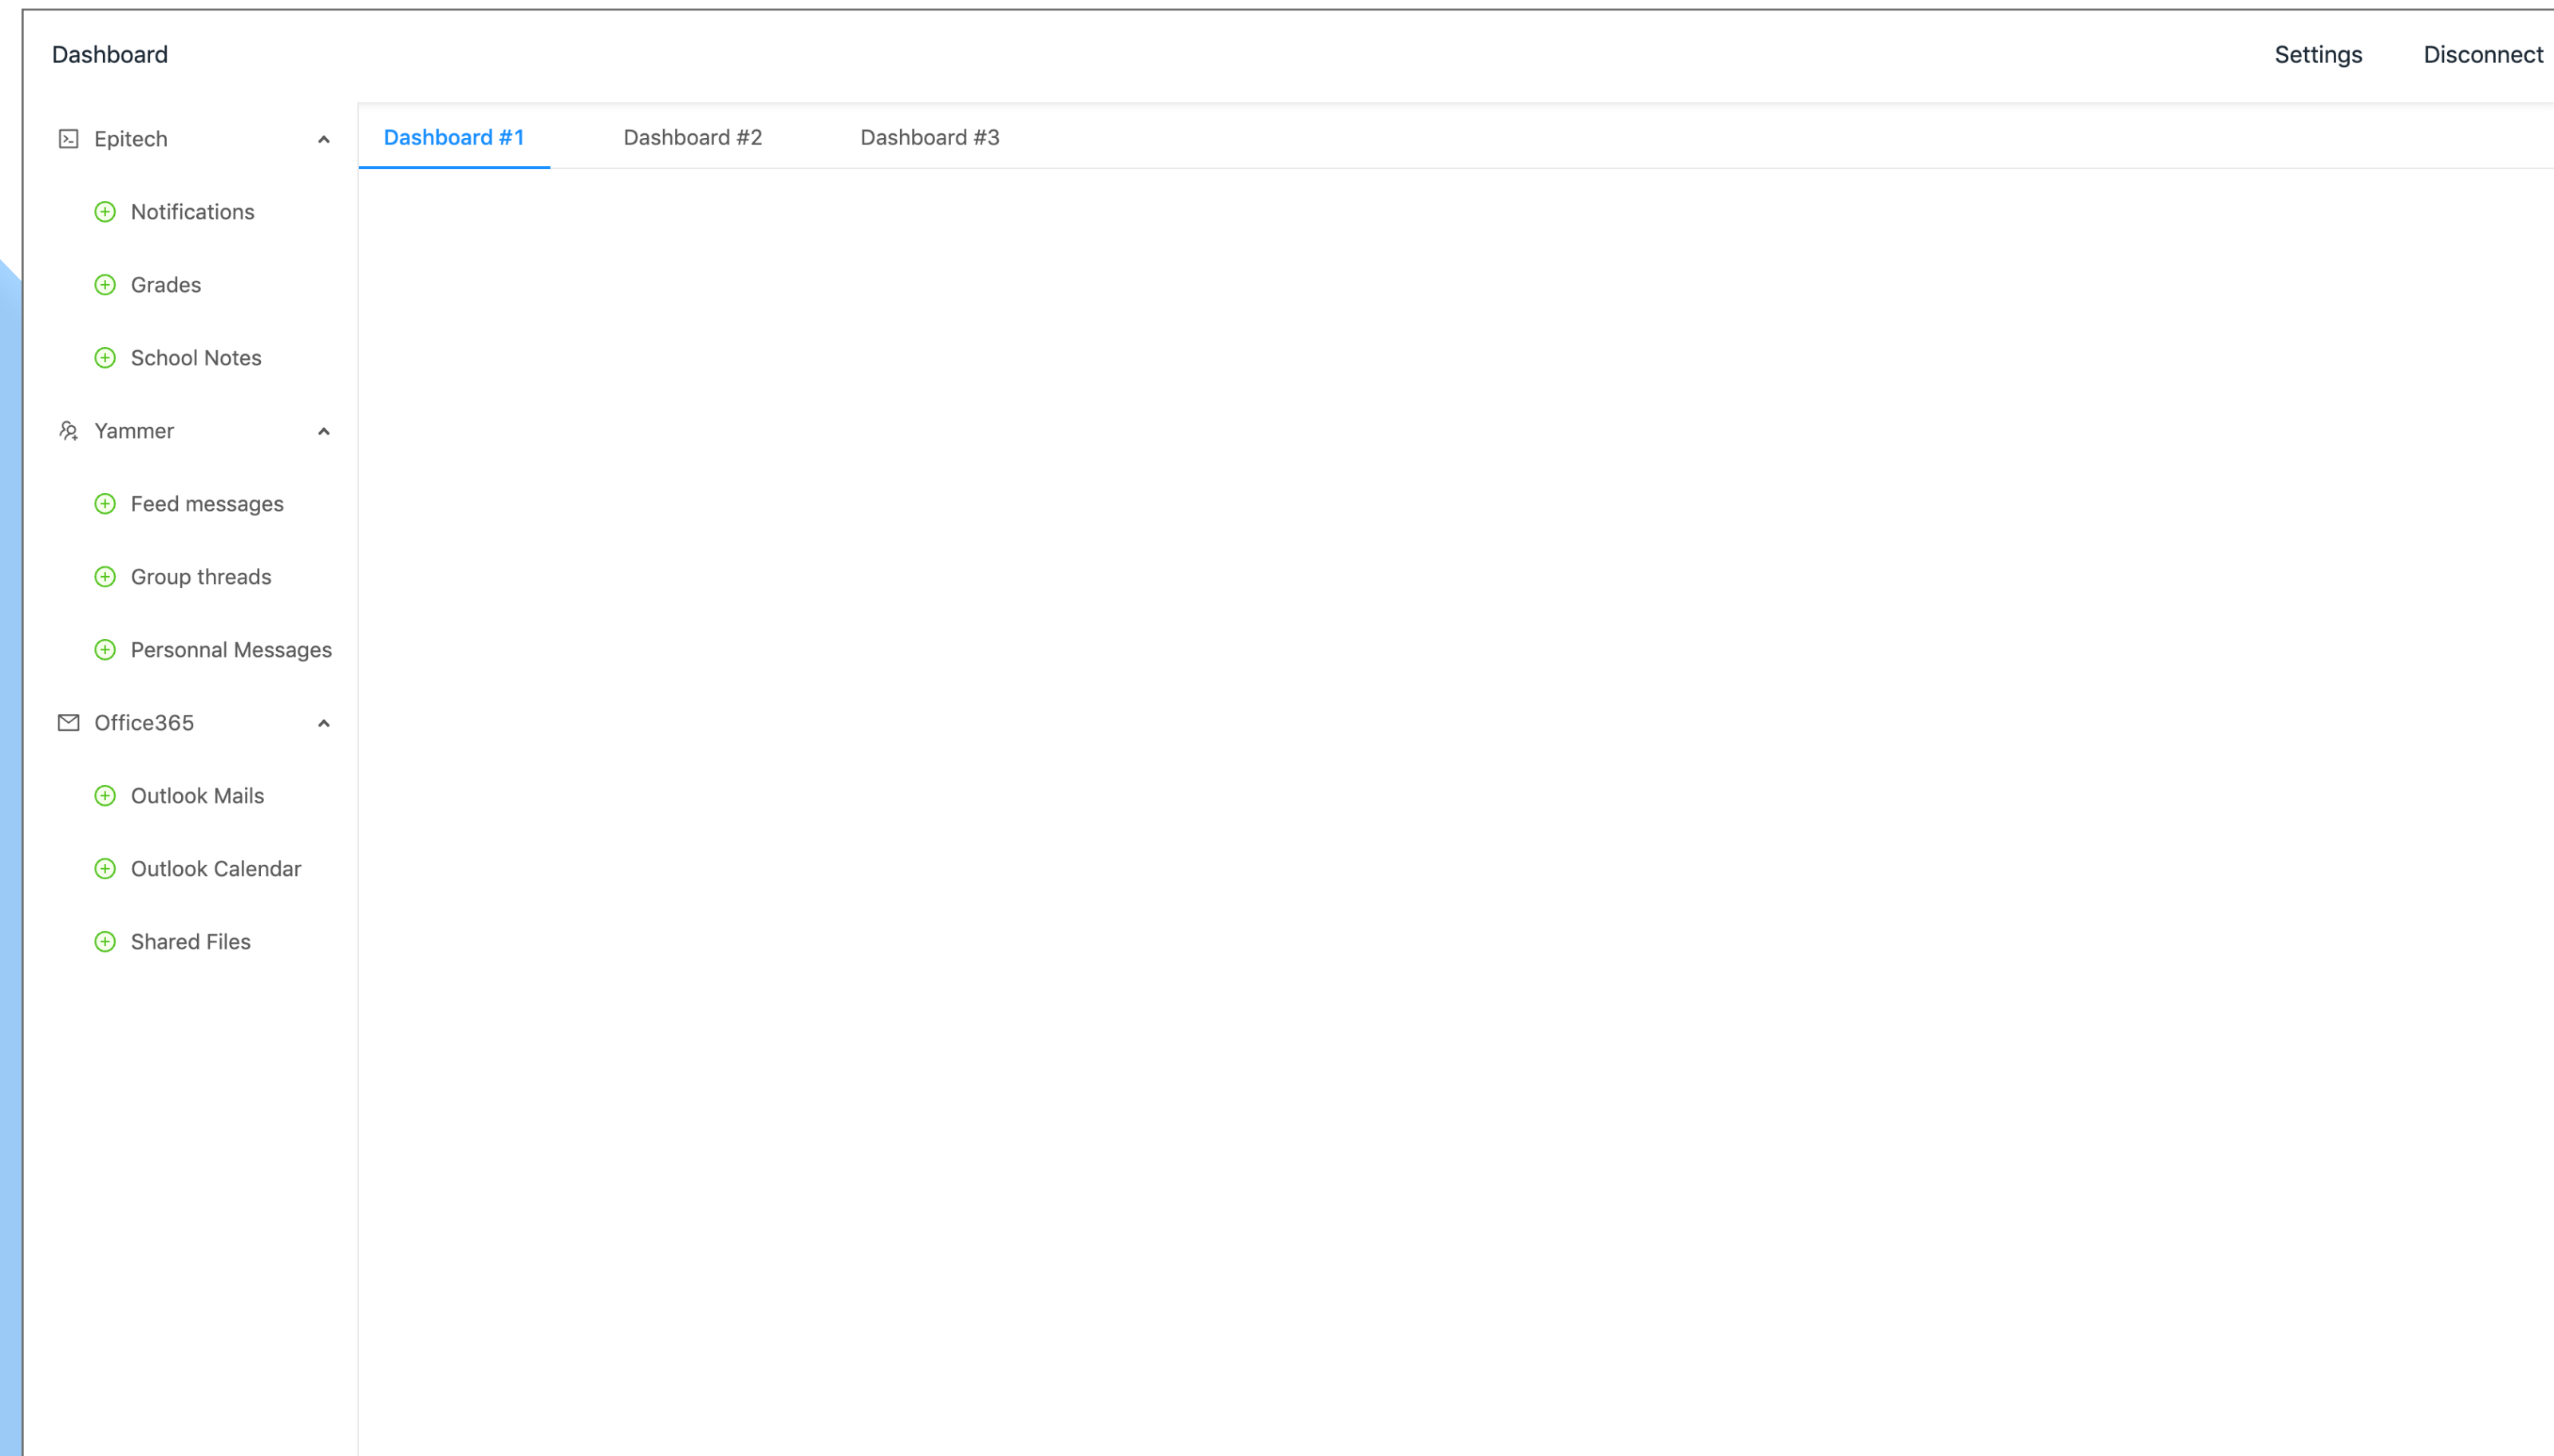 Dashboard
Settings
Disconnect
Epitech
Notifications
Grades
School Notes
Yammer
Feed messages
Group threads
Personnal Messages
Office365
Outlook Mails
Outlook Calendar
Shared Files
Dashboard #1
Dashboard #2
Dashboard #3